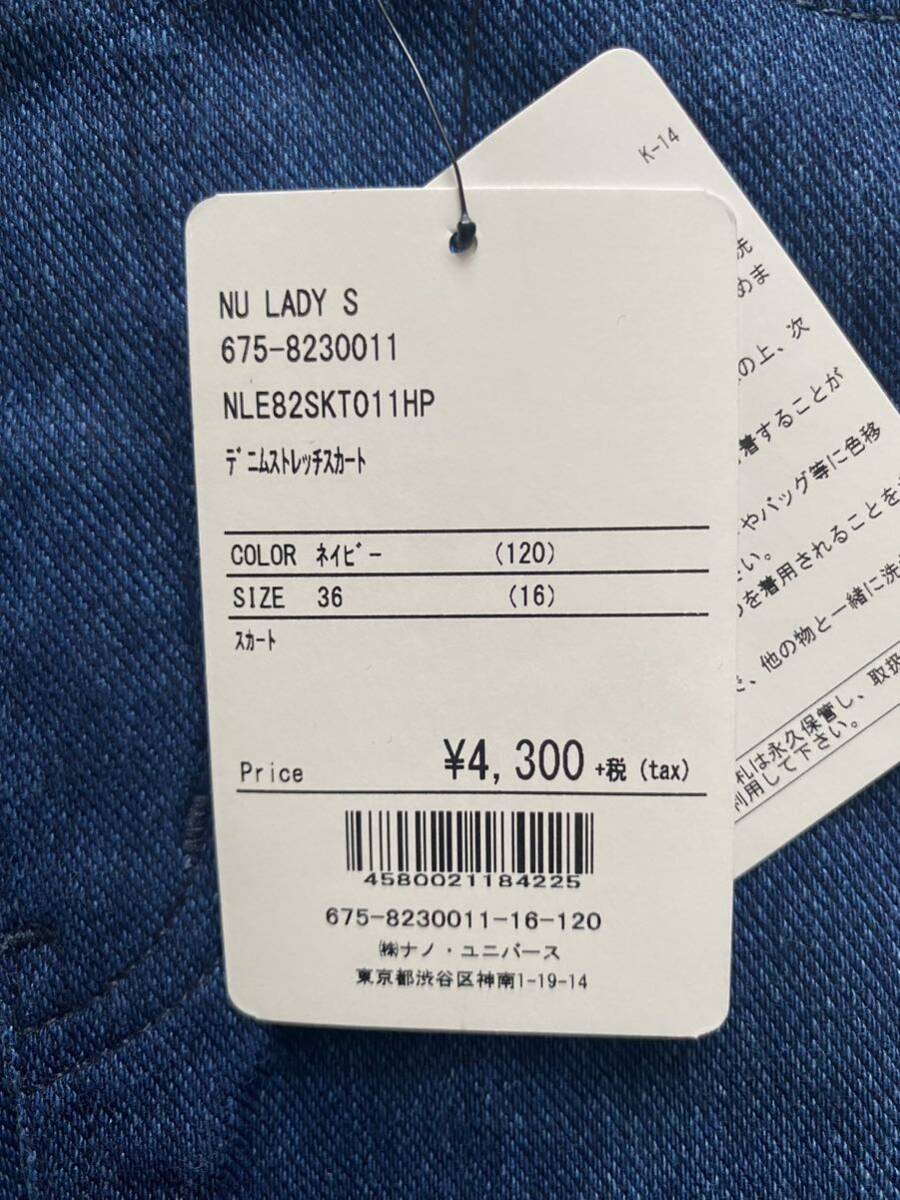 NU LADY S
675-8230011
NLE82SKT011HP
ﾃﾞﾆﾑｽﾄﾚｯﾁｽｶｰﾄ
COLOR ﾈｲﾋﾞｰ (120)
SIZE 36 (16)
ｽｶｰﾄ
Price ¥4,300 +税(tax)
4580021184225
675-8230011-16-120
㈱ナノ・ユニバース
東京都渋谷区神南1-19-14
K-14
洗
めま
の上、次
着することが
やバッグ等に色移
い。
を着用されることを
、他の物と一緒に洗
札は永久保管し、取扱
利用して下さい。